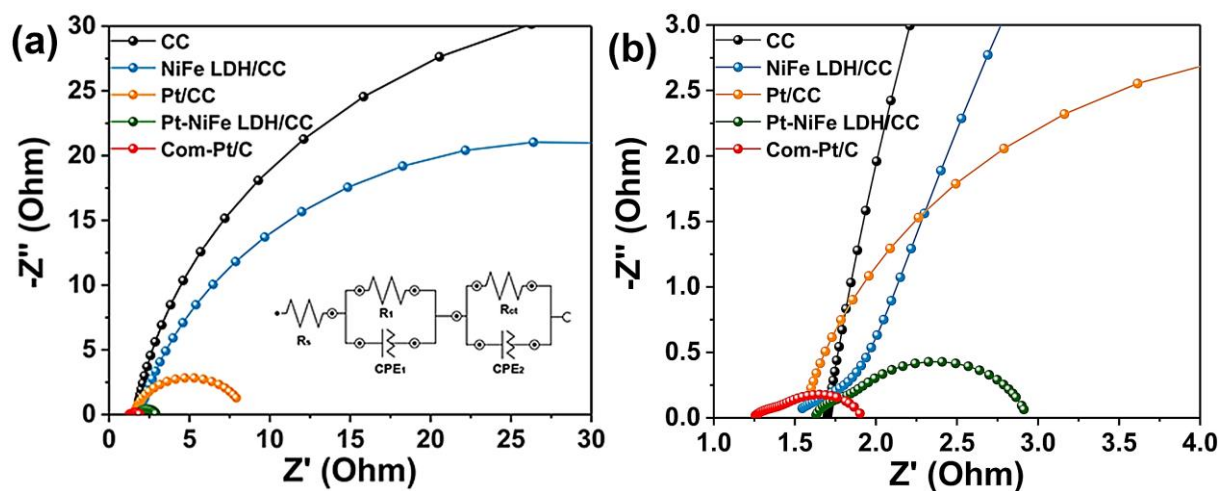 (a)
30
25
20
15
10
5
0
-Z'' (Ohm)
CC
NiFe LDH/CC
Pt/CC
Pt-NiFe LDH/CC
Com-Pt/C
Rs
R1
CPE1
Rct
CPE2
0 5 10 15 20 25 30
Z' (Ohm)
(b)
3.0
2.5
2.0
1.5
1.0
0.5
0.0
-Z'' (Ohm)
CC
NiFe LDH/CC
Pt/CC
Pt-NiFe LDH/CC
Com-Pt/C
1.0 1.5 2.0 2.5 3.0 3.5 4.0
Z' (Ohm)